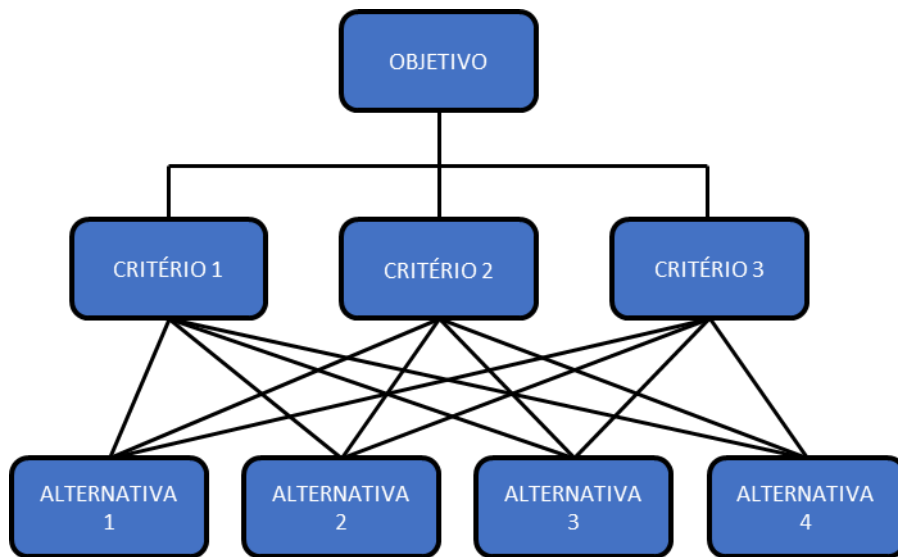 OBJETIVO
CRITÉRIO 1
CRITÉRIO 2
CRITÉRIO 3
ALTERNATIVA
1
ALTERNATIVA
2
ALTERNATIVA
3
ALTERNATIVA
4